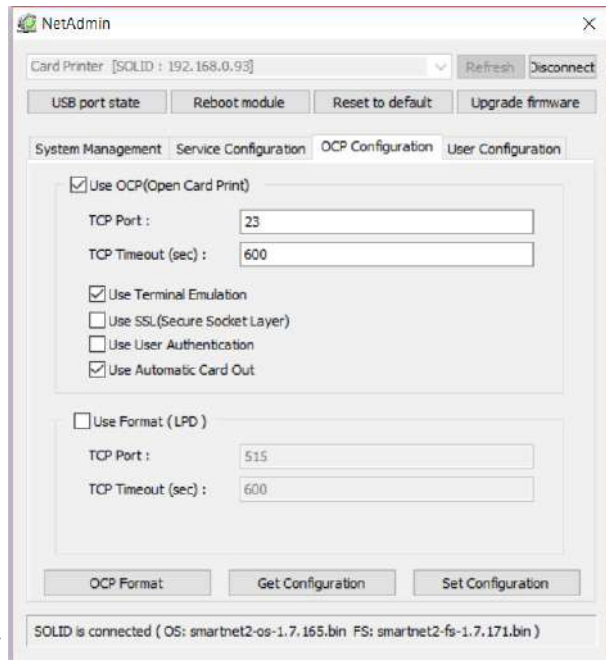 NetAdmin
Card Printer [SOLID : 192.168.0.93] Refresh Disconnect
USB port state Reboot module Reset to default Upgrade firmware
System Management Service Configuration OCP Configuration User Configuration
Use OCP(Open Card Print)
TCP Port : 23
TCP Timeout (sec) : 600
Use Terminal Emulation
Use SSL(Secure Socket Layer)
Use User Authentication
Use Automatic Card Out
Use Format ( LPD )
TCP Port : 515
TCP Timeout (sec) : 600
OCP Format Get Configuration Set Configuration
SOLID is connected ( OS: smartnet2-os-1.7.165.bin FS: smartnet2-fs-1.7.171.bin )